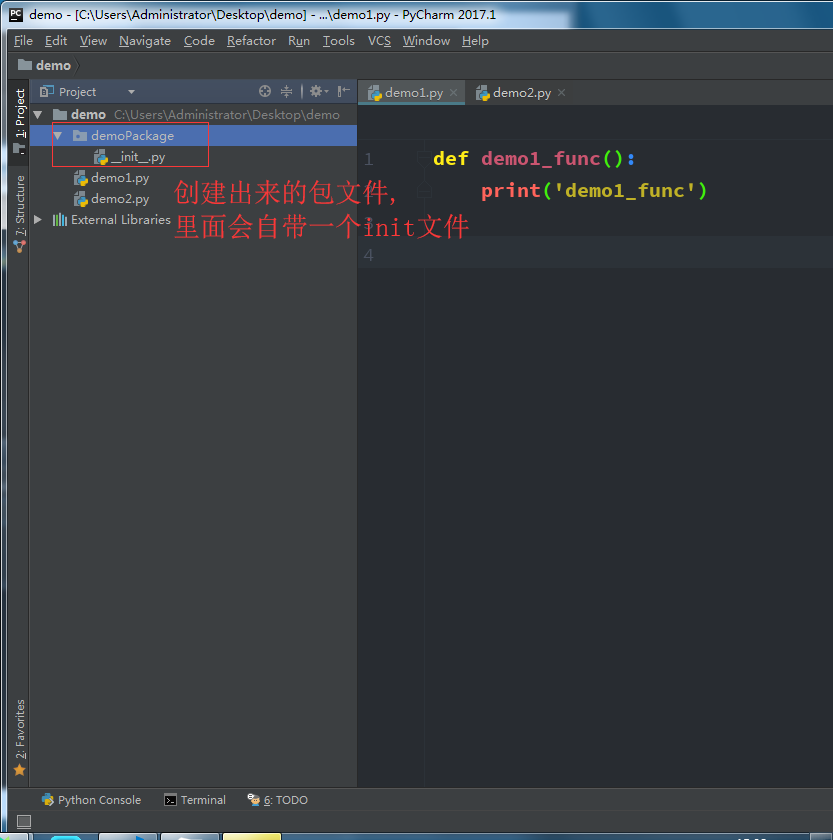 demo - [C:\Users\Administrator\Desktop\demo] - ...\demo1.py - PyCharm 2017.1
File Edit View Navigate Code Refactor Run Tools VCS Window Help
demo
1: Project
Project
demo1.py
demo2.py
demo C:\Users\Administrator\Desktop\demo
demoPackage
__init__.py
demo1.py
demo2.py
External Libraries
7: Structure
创建出来的包文件,
里面会自带一个init文件
1 def demo1_func():
print('demo1_func')
4
2: Favorites
Python Console Terminal 6: TODO